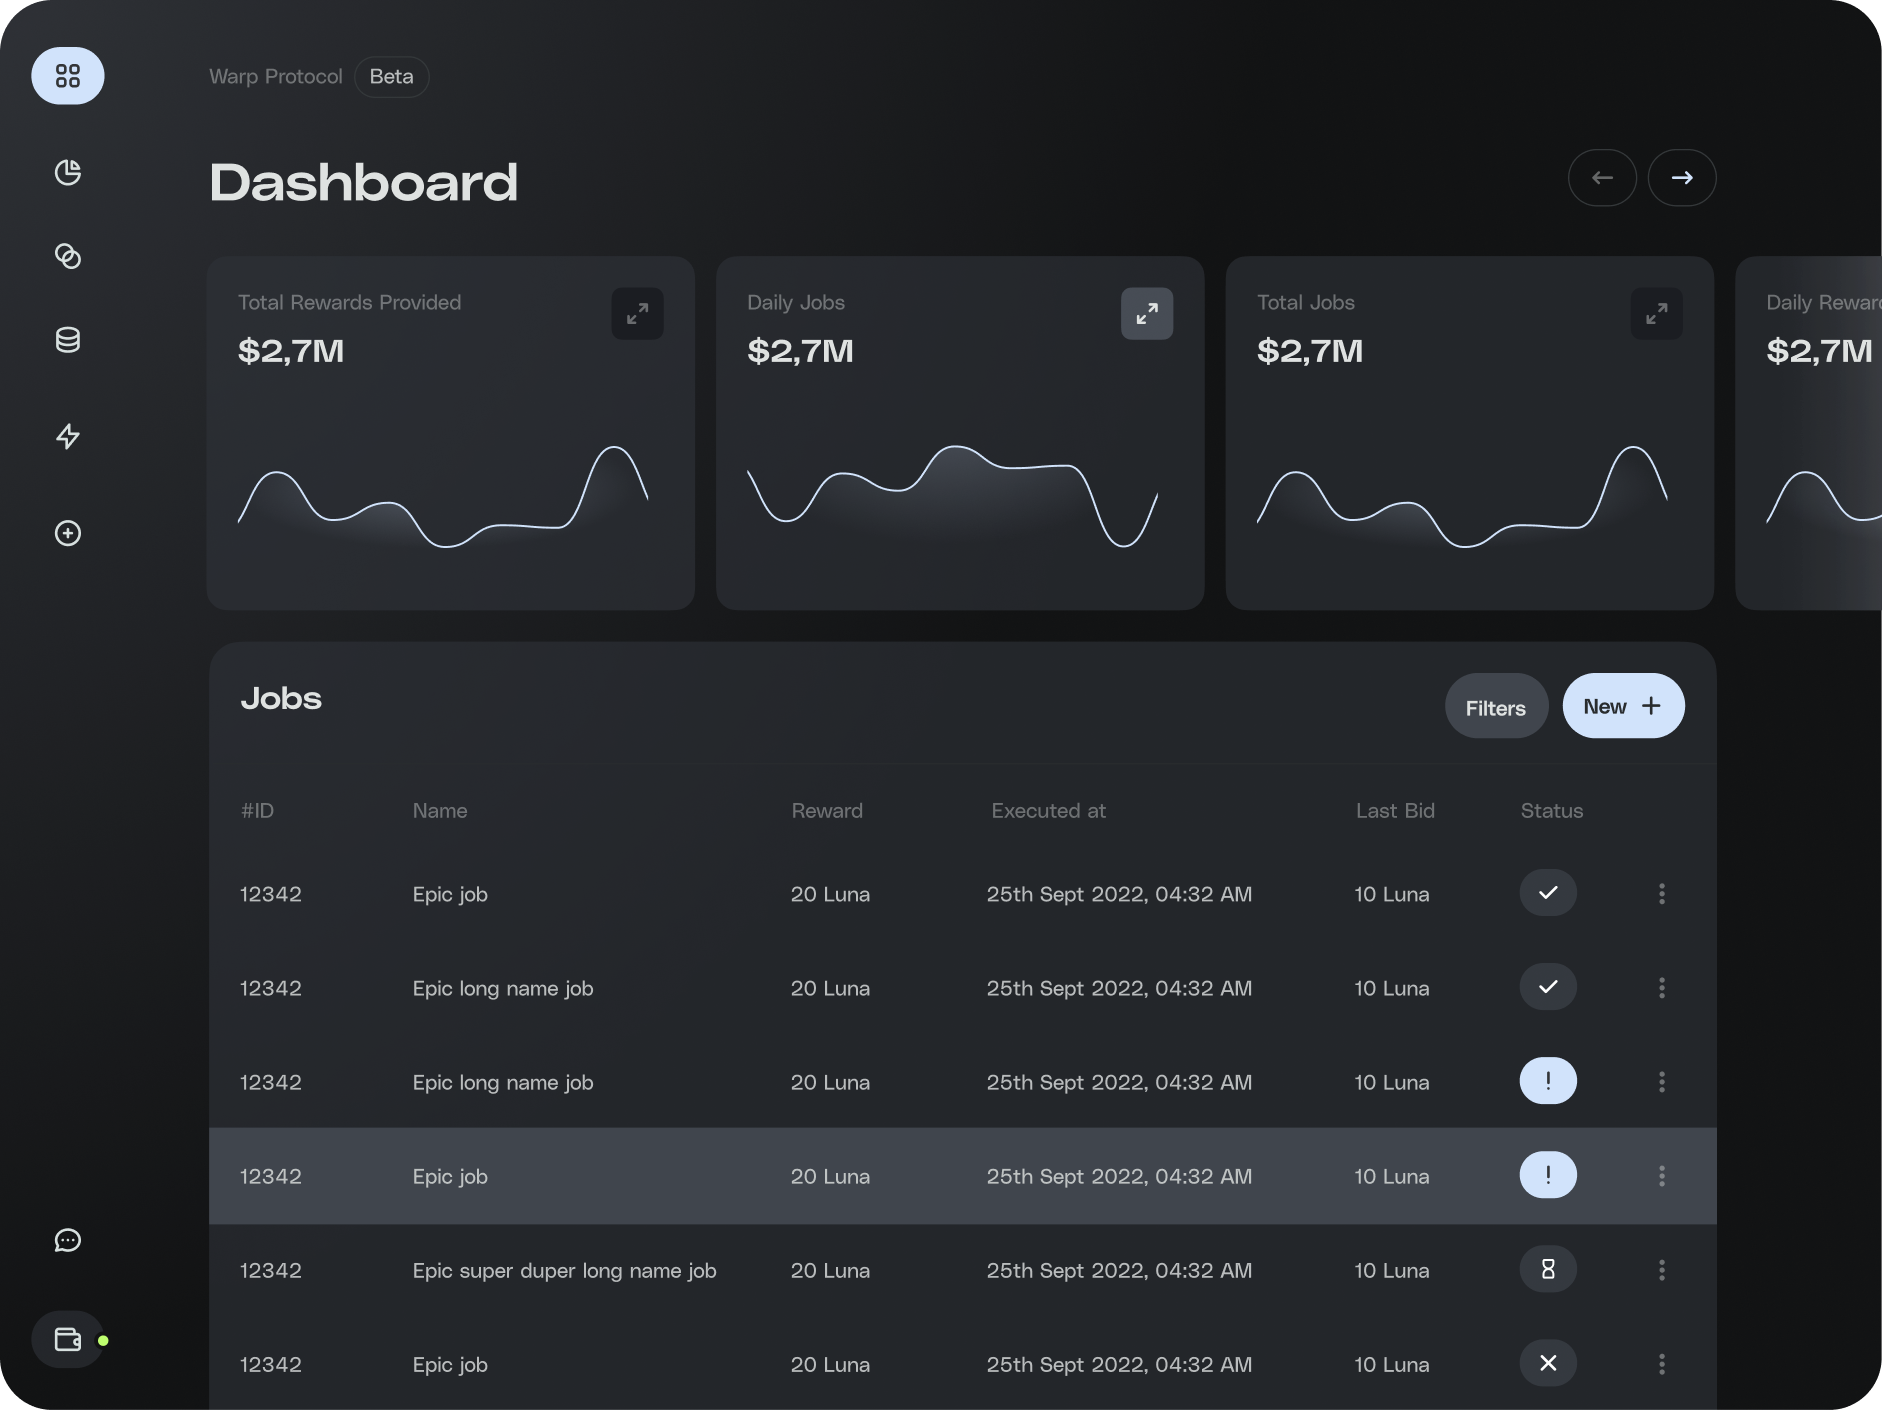 Warp Protocol Beta
Dashboard
Total Rewards Provided
$2,7M
Daily Jobs
$2,7M
Total Jobs
$2,7M
Daily
$2,7M
Jobs
Filters
New
#ID Name Reward Executed at Last Bid Status
12342 Epic job 20 Luna 25th Sept 2022, 04:32 AM 10 Luna
12342 Epic long name job 20 Luna 25th Sept 2022, 04:32 AM 10 Luna
12342 Epic long name job 20 Luna 25th Sept 2022, 04:32 AM 10 Luna
12342 Epic job 20 Luna 25th Sept 2022, 04:32 AM 10 Luna
12342 Epic super duper long name job 20 Luna 25th Sept 2022, 04:32 AM 10 Luna
12342 Epic job 20 Luna 25th Sept 2022, 04:32 AM 10 Luna